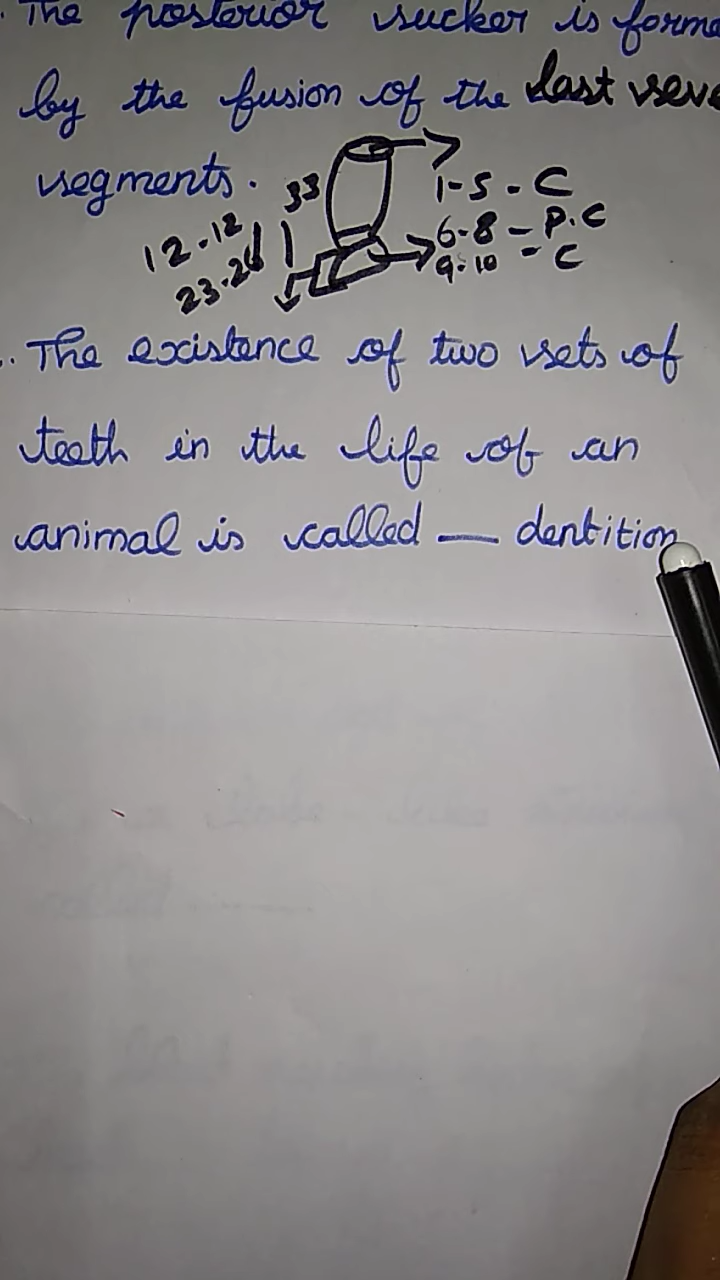 The posterior sucker is forme
by the fusion of the last seve
segments.
33
1-5 - C
6-8 - P.C
9-10 - C
12-12
23-26
The existence of two sets of
teeth in the life of an
animal is called — dentition